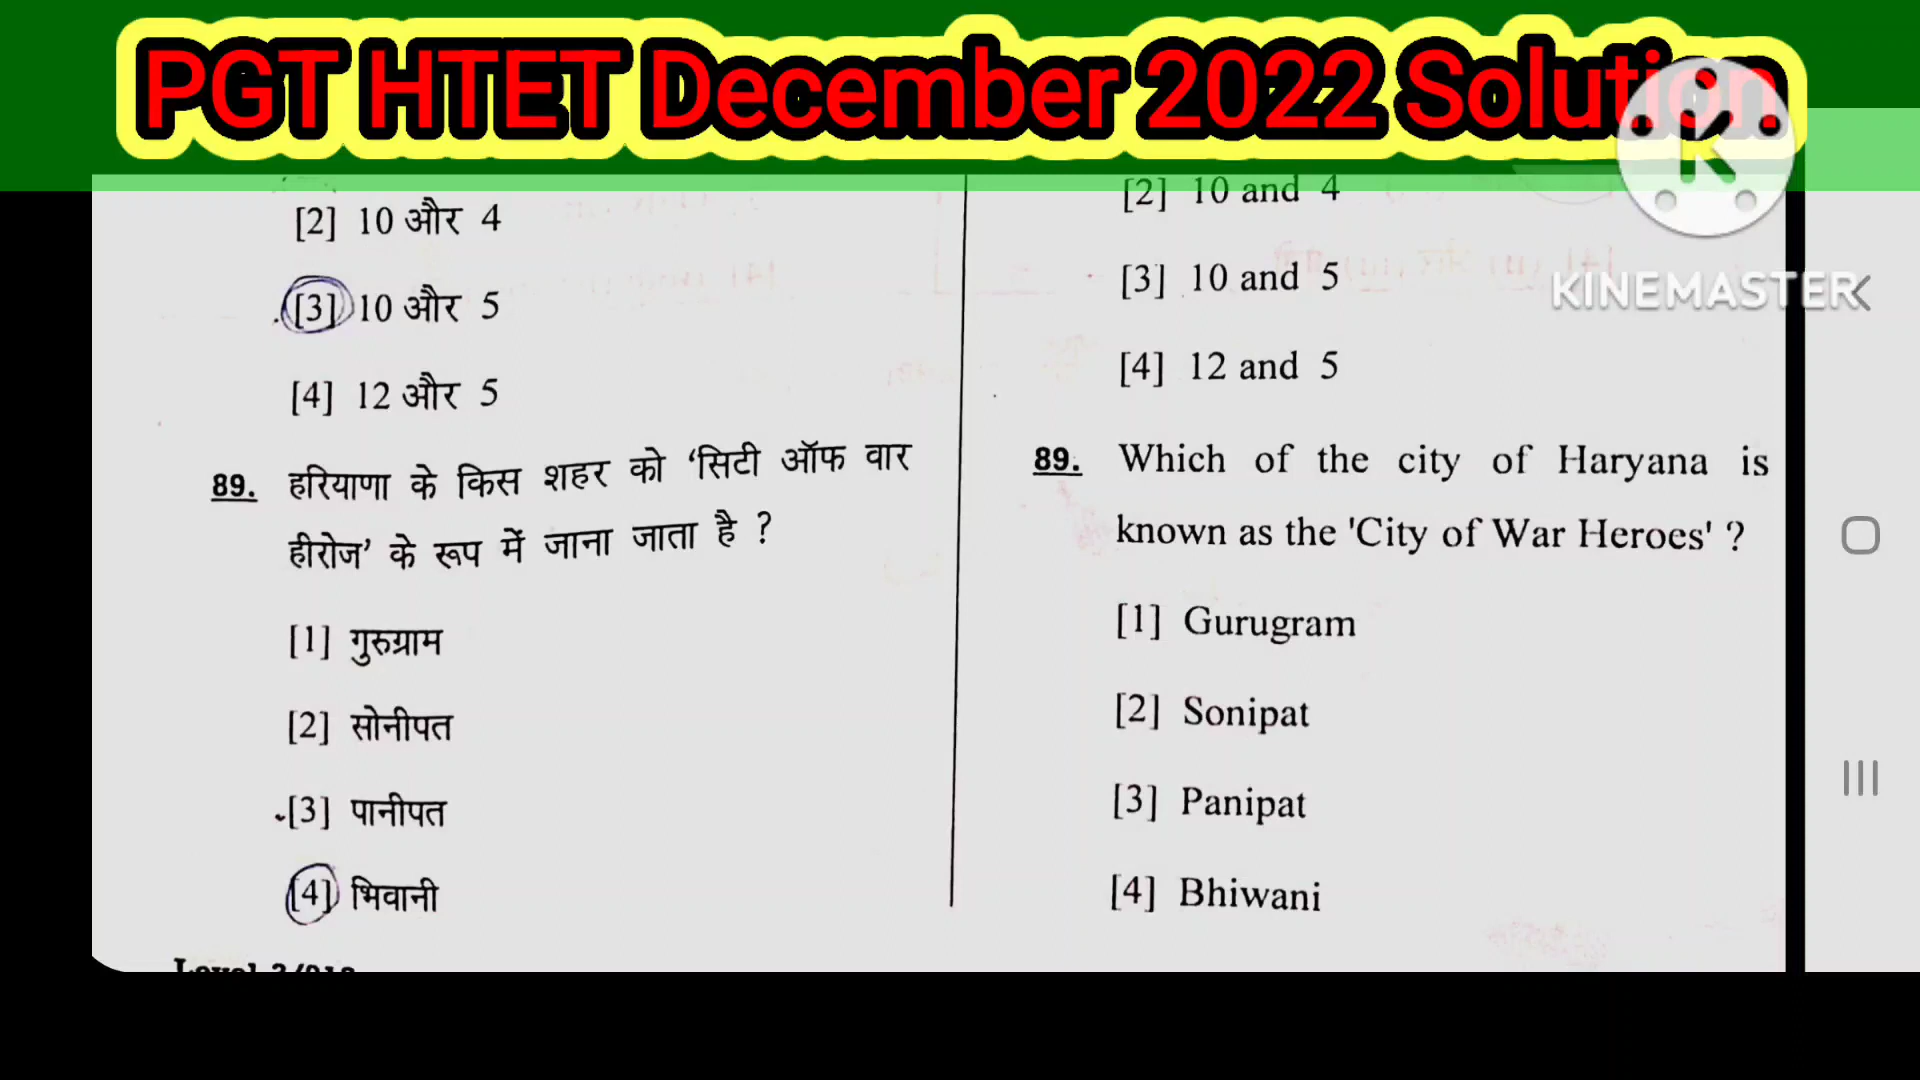 PGT HTET December 2022 Solution
KINEMASTER
[2] 10 और 4
[3] 10 और 5
[4] 12 और 5
89. हरियाणा के किस शहर को ‘सिटी ऑफ वार
हीरोज’ के रूप में जाना जाता है ?
[1] गुरुग्राम
[2] सोनीपत
[3] पानीपत
[4] भिवानी
[2] 10 and 4
[3] 10 and 5
[4] 12 and 5
89. Which of the city of Haryana is
known as the 'City of War Heroes' ?
[1] Gurugram
[2] Sonipat
[3] Panipat
[4] Bhiwani